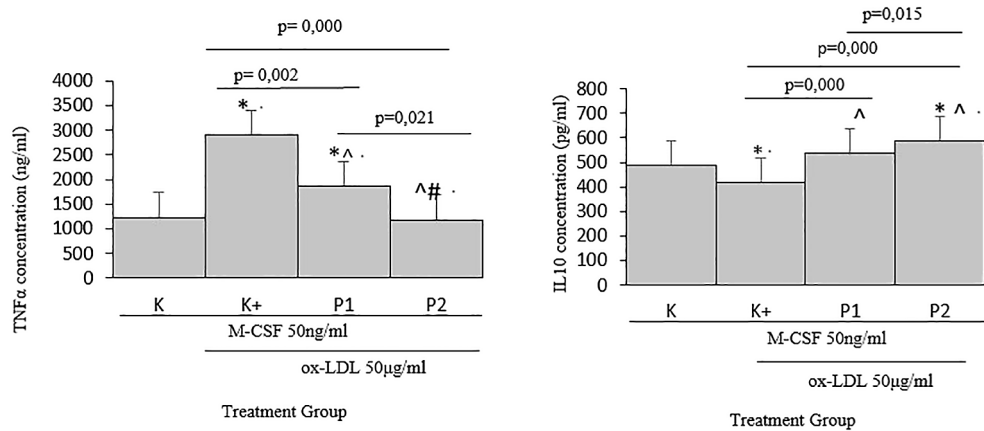 p= 0,000
p= 0,002
p=0,021
TNFα concentration (ng/ml)
4000
3500
3000
2500
2000
1500
1000
500
0
*
*^
^#
K K+ P1 P2
M-CSF 50ng/ml
ox-LDL 50µg/ml
Treatment Group
p=0,015
p=0,000
p=0,000
IL10 concentration (pg/ml)
800
700
600
500
400
300
200
100
0
*
^
* ^
K K+ P1 P2
M-CSF 50ng/ml
ox-LDL 50µg/ml
Treatment Group